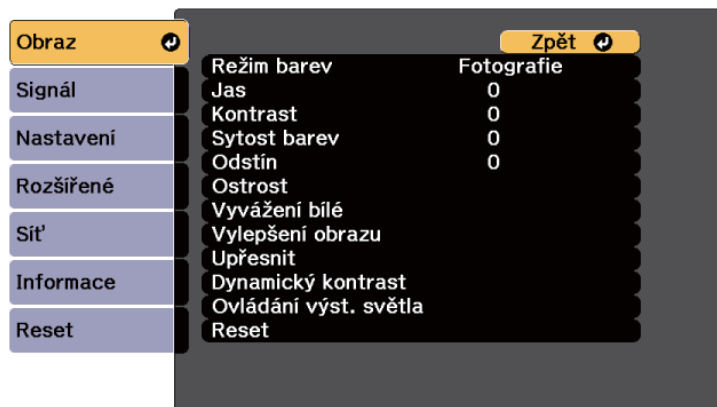 Obraz
Signál
Nastavení
Rozšířené
Síť
Informace
Reset
Zpět
Režim barev Fotografie
Jas 0
Kontrast 0
Sytost barev 0
Odstín 0
Ostrost
Vyvážení bílé
Vylepšení obrazu
Upřesnit
Dynamický kontrast
Ovládání výst. světla
Reset